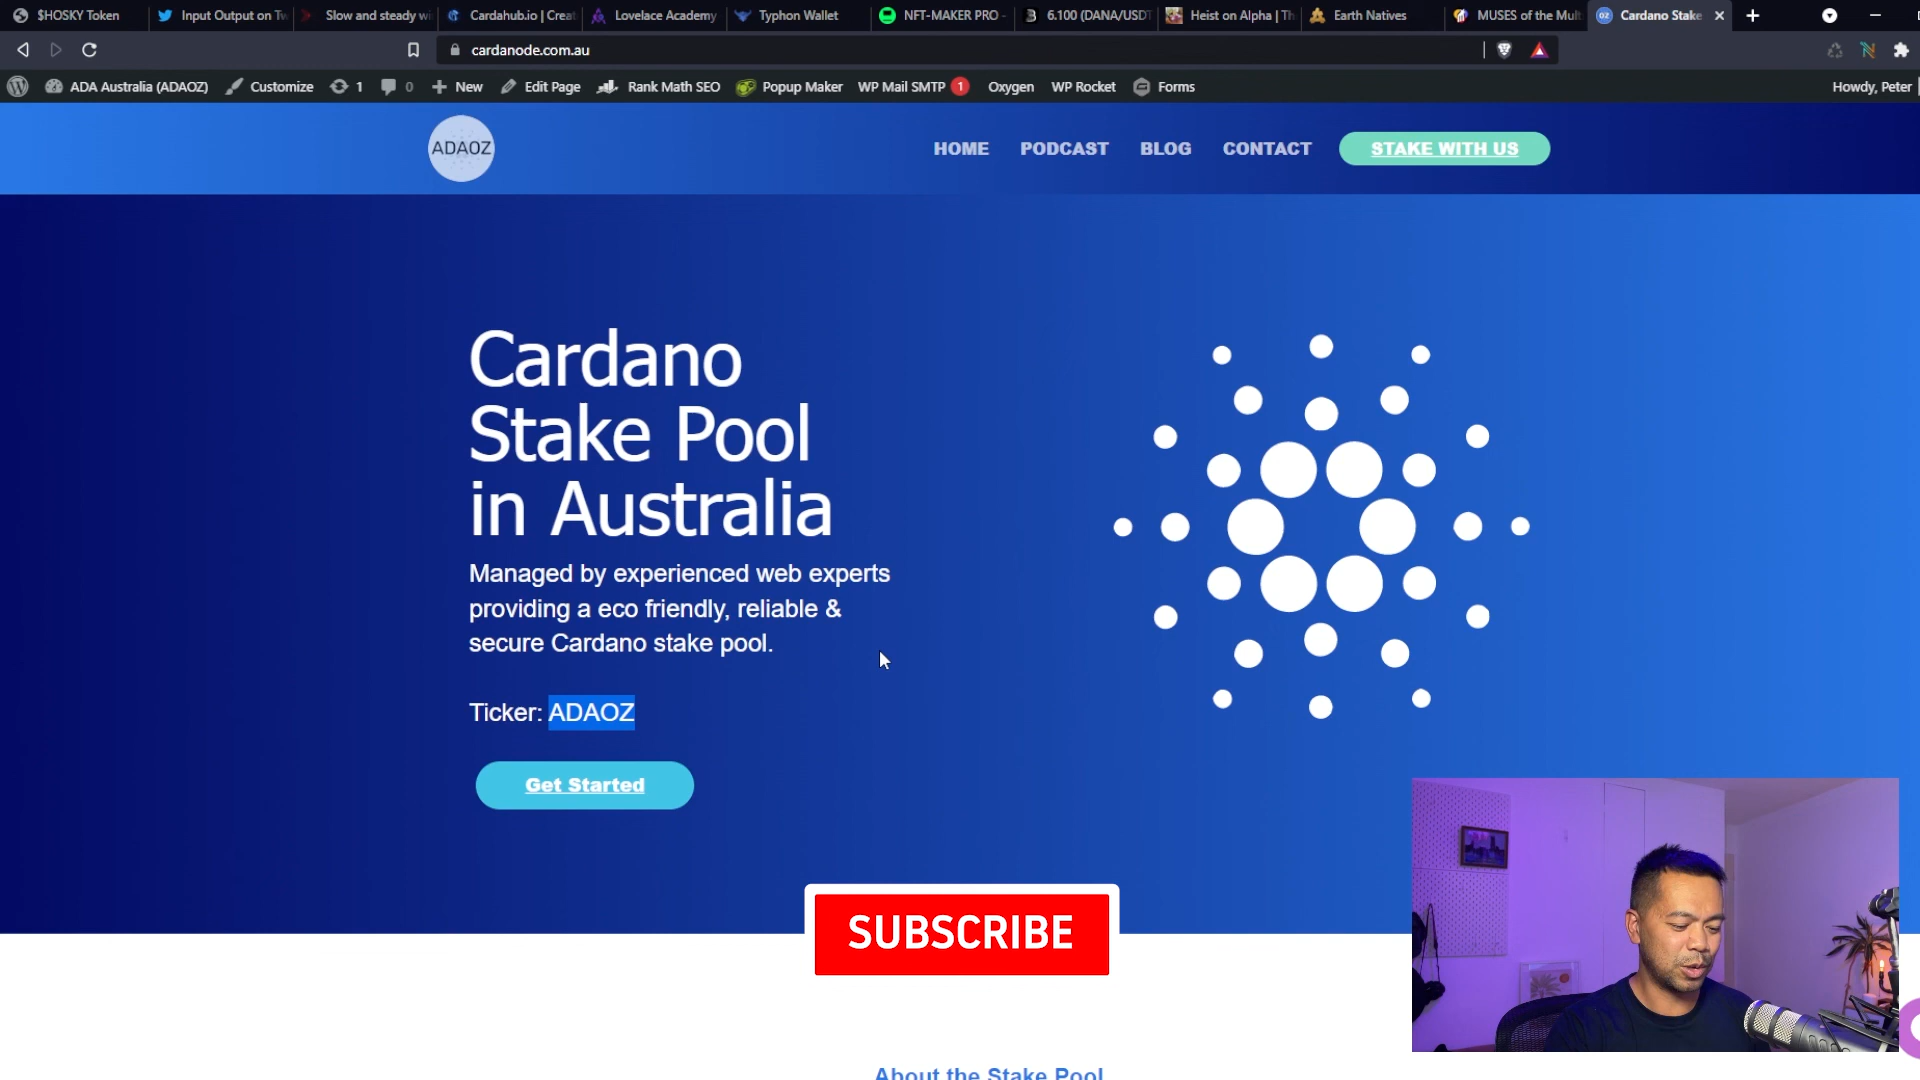 $HOSKY Token
Input Output on Tw
Slow and steady wi
Cardahub.io | Creat
Lovelace Academy
Typhon Wallet
NFT-MAKER PRO -
6.100 (DANA/USDT
Heist on Alpha | Th
Earth Natives
MUSES of the Mult
Cardano Stake
cardanode.com.au
ADA Australia (ADAOZ)
Customize
1
0
New
Edit Page
Rank Math SEO
Popup Maker
WP Mail SMTP 1
Oxygen
WP Rocket
Forms
Howdy, Peter
ADAOZ
HOME
PODCAST
BLOG
CONTACT
STAKE WITH US
Cardano
Stake Pool
in Australia
Managed by experienced web experts
providing a eco friendly, reliable &
secure Cardano stake pool.
Ticker: ADAOZ
Get Started
SUBSCRIBE
About the Stake Pool